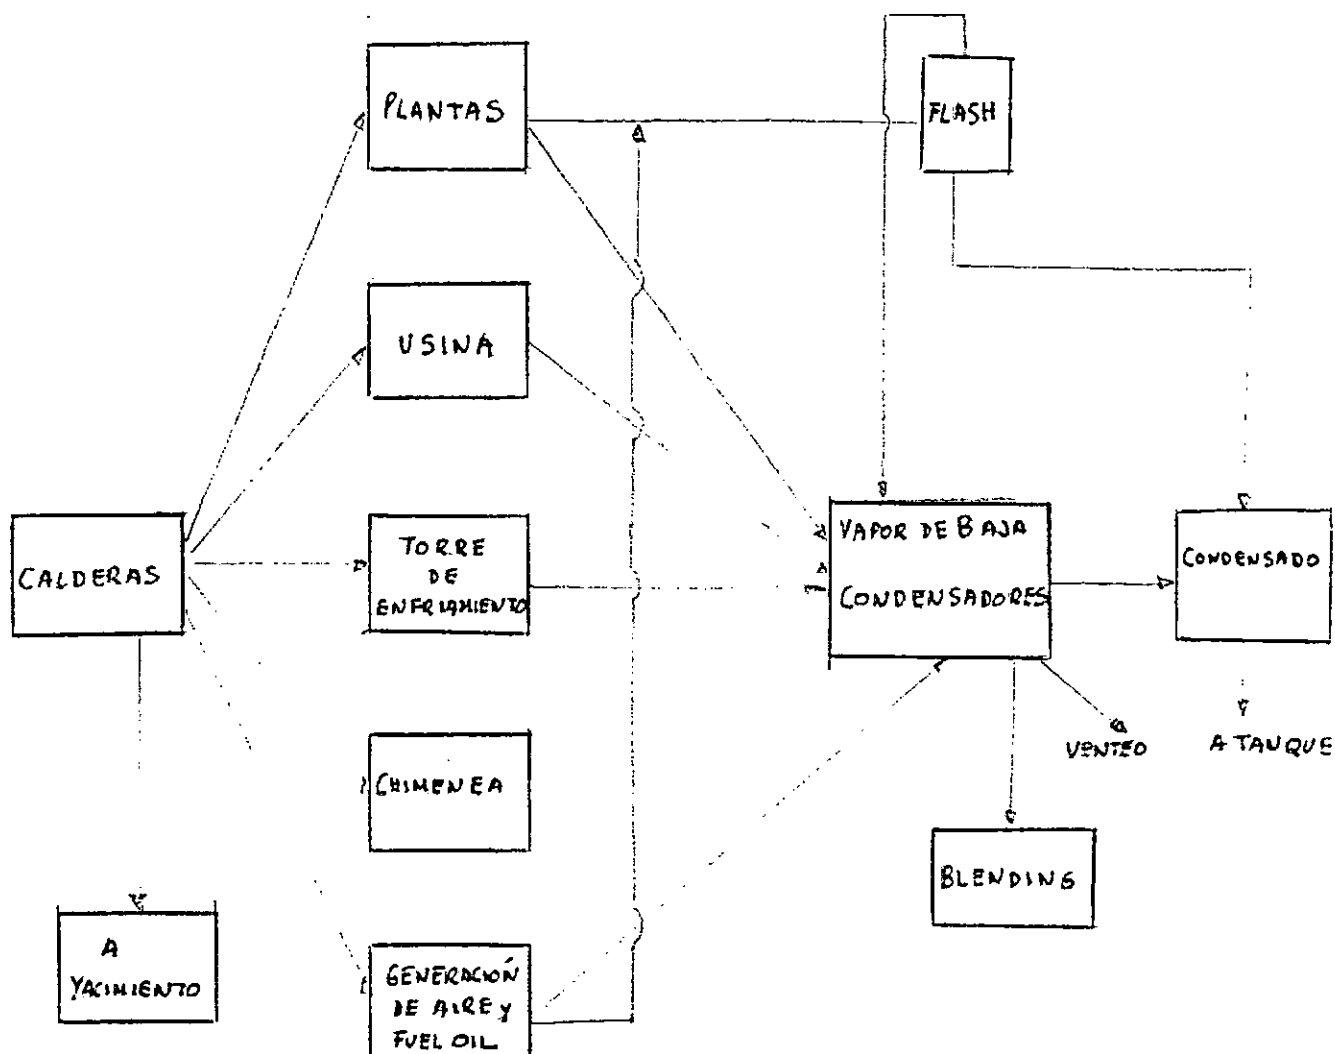 PLANTAS
FLASH
USINA
CALDERAS
TORRE
DE
ENFRIAMIENTO
VAPOR DE BAJA
CONDENSADORES
CONDENSADO
CHIMENEA
VENTEO
A TANQUE
BLENDING
A
YACIMIENTO
GENERACIÓN
DE AIRE y
FUEL OIL